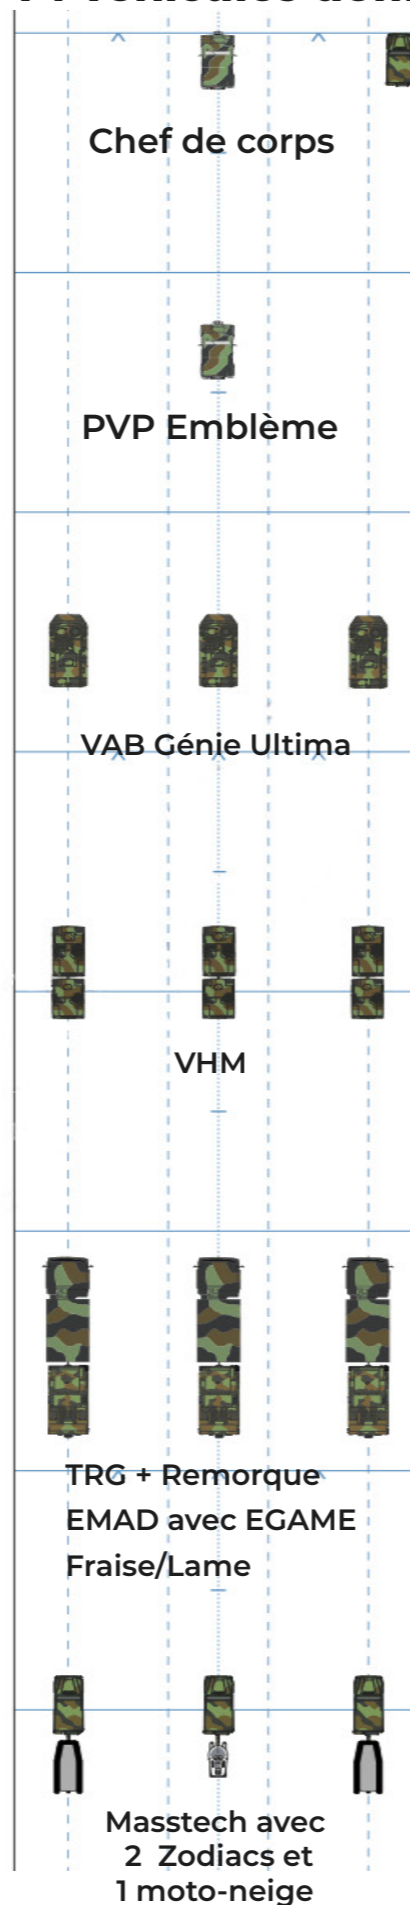 Chef de corps
PVP Emblème
VAB Génie Ultima
VHM
TRG + Remorque
EMAD avec EGAME
Fraise/Lame
Masstech avec
2 Zodiacs et
1 moto-neige